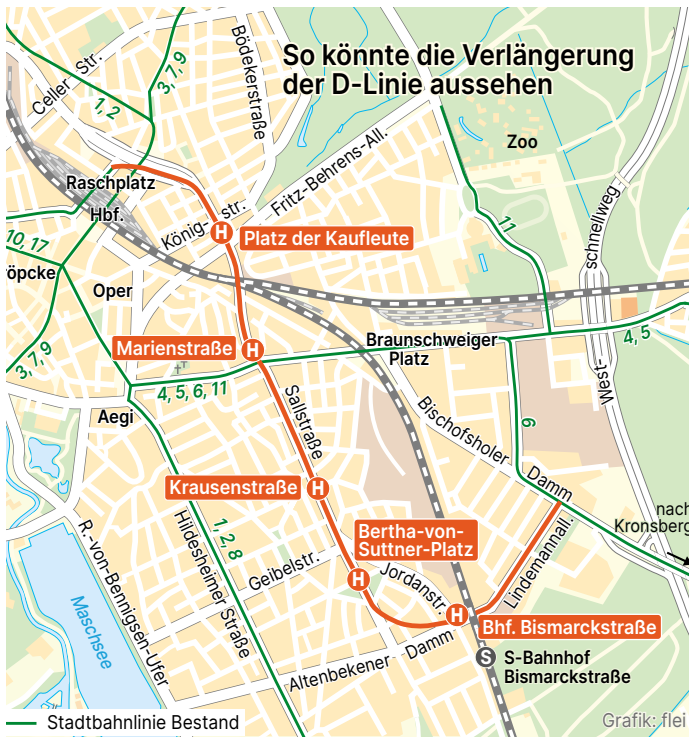 So könnte die Verlängerung
der D-Linie aussehen
Celler Str.
1, 2
3, 7, 9
Bödekerstraße
Fritz-Behrens-All.
Zoo
11
schnellweg
West-
Raschplatz
Hbf.
König-
str.
H
Platz der Kaufleute
10, 17
öpcke
Oper
3, 7, 9
Marienstraße
H
Braunschweiger
Platz
4, 5
4, 5, 6, 11
Aegi
Sallstraße
Bischofsholer
Damm
6
Krausenstraße
H
nach
Kronsberg
1, 2, 8
Hildesheimer Straße
R.-von-Bennigsen-Ufer
Maschsee
Geibelstr.
Bertha-von-
Suttner-Platz
H
Jordanstr.
Lindemannall.
H
Bhf. Bismarckstraße
Altenbekener Damm
S
S-Bahnhof
Bismarckstraße
Stadtbahnlinie Bestand
Grafik: flei